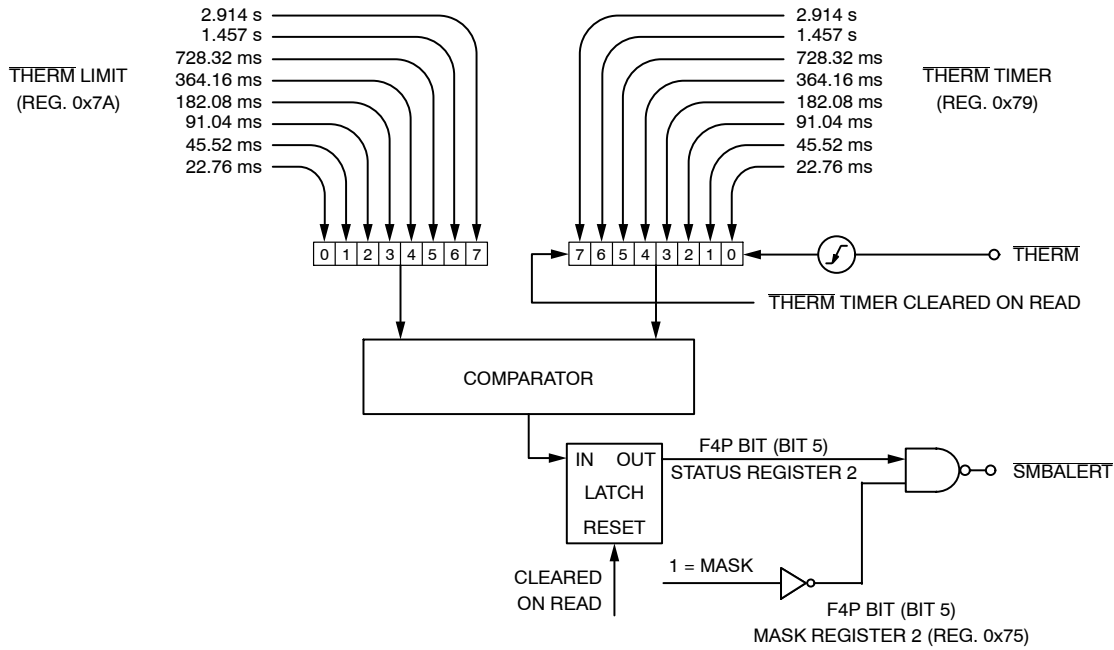 2.914 s
1.457 s
728.32 ms
364.16 ms
182.08 ms
91.04 ms
45.52 ms
22.76 ms
THERM LIMIT
(REG. 0x7A)
0 1 2 3 4 5 6 7
2.914 s
1.457 s
728.32 ms
364.16 ms
182.08 ms
91.04 ms
45.52 ms
22.76 ms
THERM TIMER
(REG. 0x79)
7 6 5 4 3 2 1 0
THERM
THERM TIMER CLEARED ON READ
COMPARATOR
IN OUT
LATCH
RESET
F4P BIT (BIT 5)
STATUS REGISTER 2
SMBALERT
CLEARED
ON READ
1 = MASK
F4P BIT (BIT 5)
MASK REGISTER 2 (REG. 0x75)